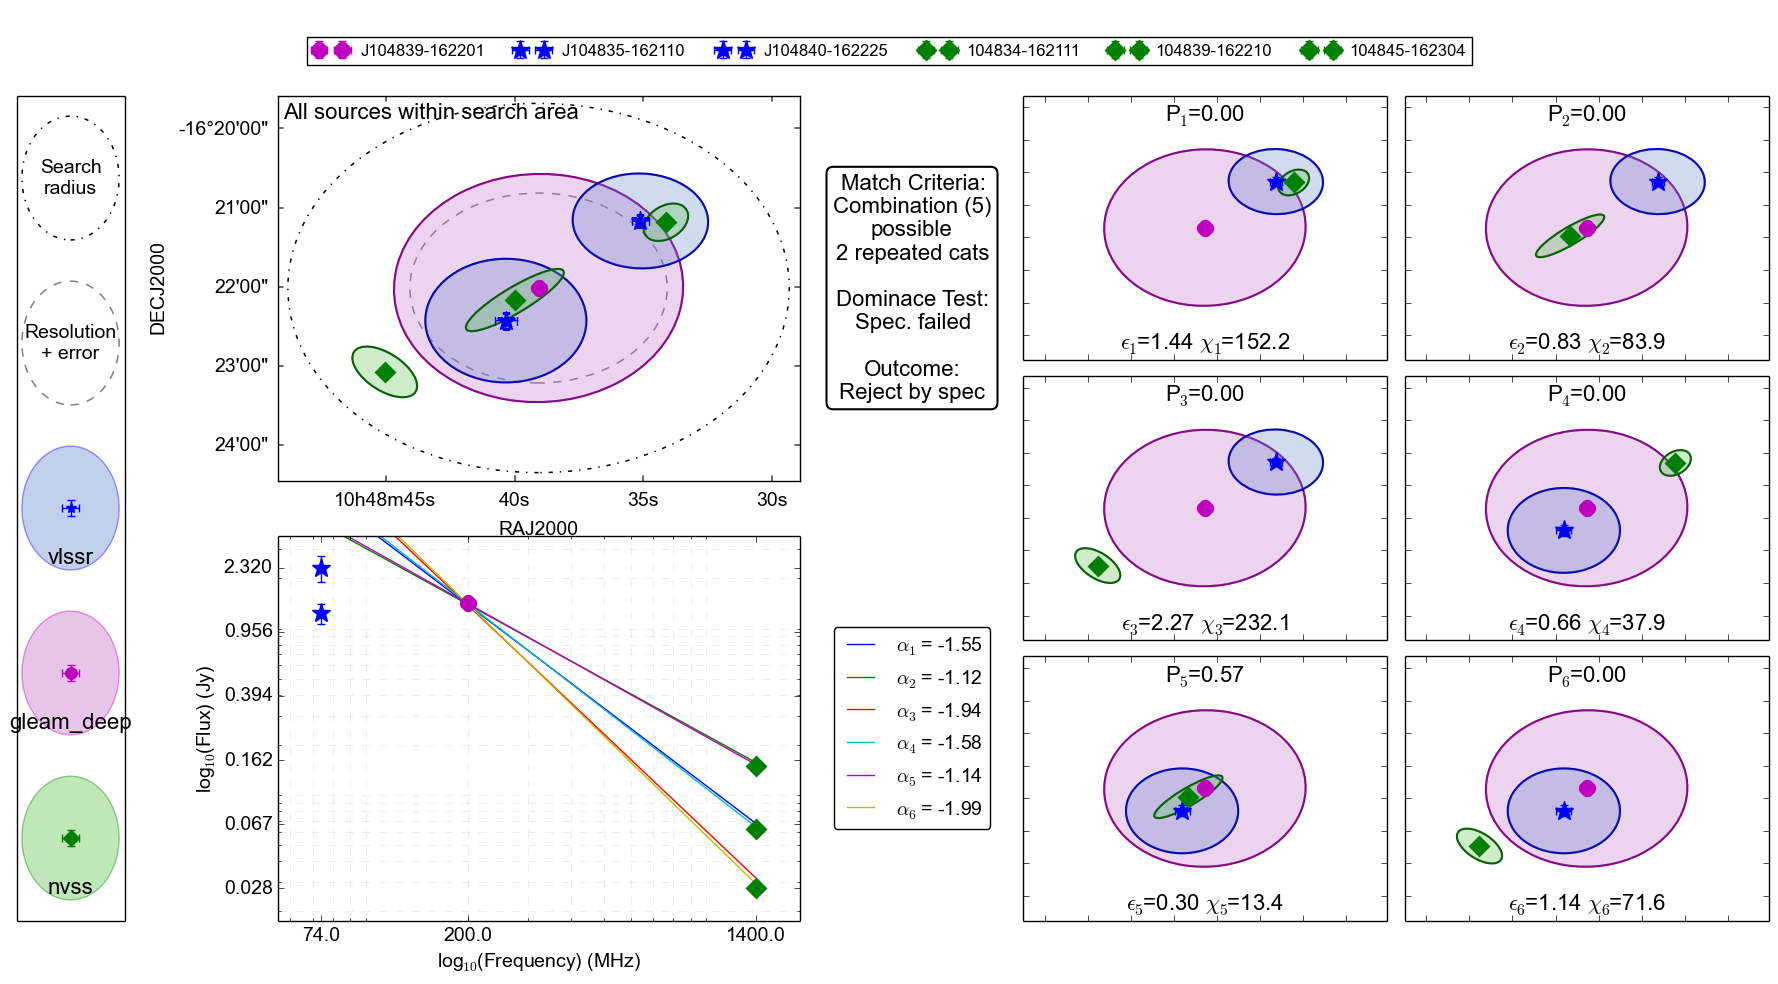 J104839-162201 J104835-162110 J104840-162225 104834-162111 104839-162210 104845-162304
Search
radius
Resolution
+ error
vlssr
gleam_deep
nvss
All sources within search area
DECJ2000
-16°20'00"
21'00"
22'00"
23'00"
24'00"
10h48m45s 40s 35s 30s
RAJ2000
Match Criteria:
Combination (5)
possible
2 repeated cats
Dominace Test:
Spec. failed
Outcome:
Reject by spec
log₁₀(Flux) (Jy)
2.320
0.956
0.394
0.162
0.067
0.028
74.0 200.0 1400.0
log₁₀(Frequency) (MHz)
α₁ = -1.55
α₂ = -1.12
α₃ = -1.94
α₄ = -1.58
α₅ = -1.14
α₆ = -1.99
P₁=0.00
ϵ₁=1.44 χ₁=152.2
P₂=0.00
ϵ₂=0.83 χ₂=83.9
P₃=0.00
ϵ₃=2.27 χ₃=232.1
P₄=0.00
ϵ₄=0.66 χ₄=37.9
P₅=0.57
ϵ₅=0.30 χ₅=13.4
P₆=0.00
ϵ₆=1.14 χ₆=71.6